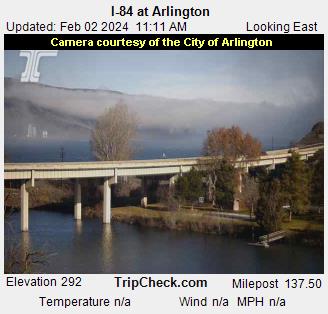 I-84 at Arlington
Updated: Feb 02 2024 11:11 AM Looking East
Camera courtesy of the City of Arlington
Elevation 292 TripCheck.com Milepost 137.50
Temperature n/a Wind n/a MPH n/a